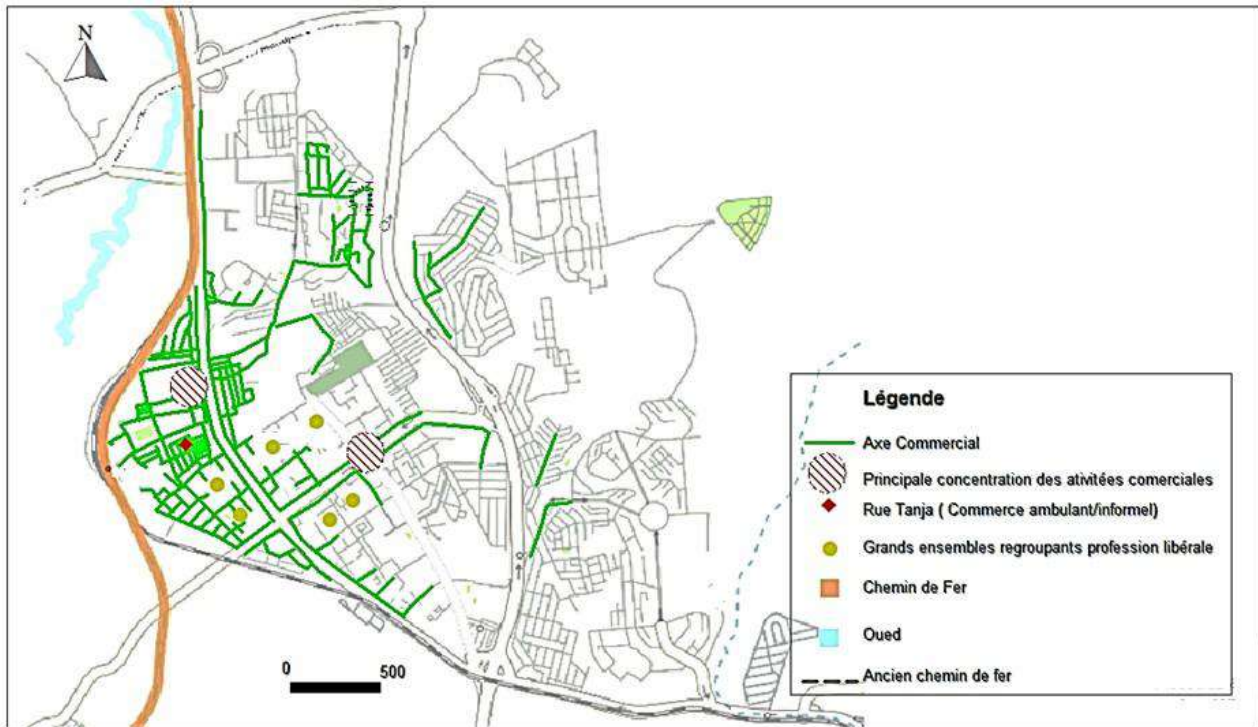 N
0 500
Légende
Axe Commercial
Principale concentration des ativitées comerciales
Rue Tanja ( Commerce ambulant/informel)
Grands ensembles regroupants profession libérale
Chemin de Fer
Oued
Ancien chemin de fer